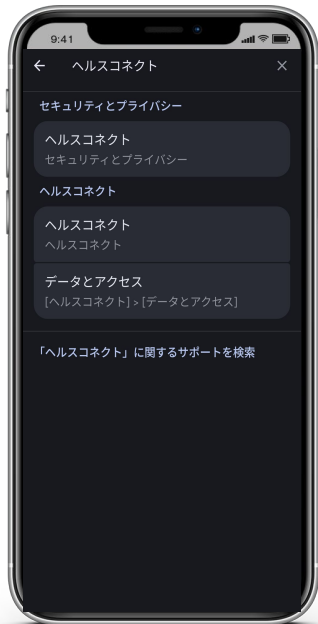 9:41
ヘルスコネクト
セキュリティとプライバシー
ヘルスコネクト
セキュリティとプライバシー
ヘルスコネクト
ヘルスコネクト
ヘルスコネクト
データとアクセス
[ヘルスコネクト] > [データとアクセス]
「ヘルスコネクト」に関するサポートを検索